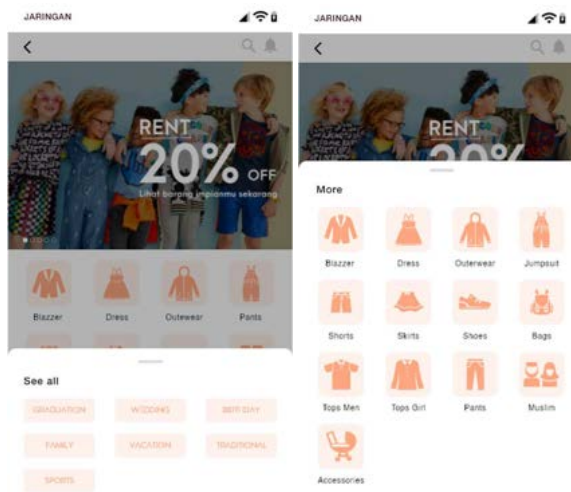 JARINGAN
RENT
20% OFF
Lihat barang impianmu sekarang
Blazzer Dress Outewear Pants
See all
GRADUATION WEDDING BIRTDAY
FAMILY VACATION TRADITIONAL
SPORTS
JARINGAN
RENT
20%
More
Blazzer Dress Outerwear Jumpsuit
Shorts Skirts Shoes Bags
Tops Men Tops Girl Pants Muslim
Accessories